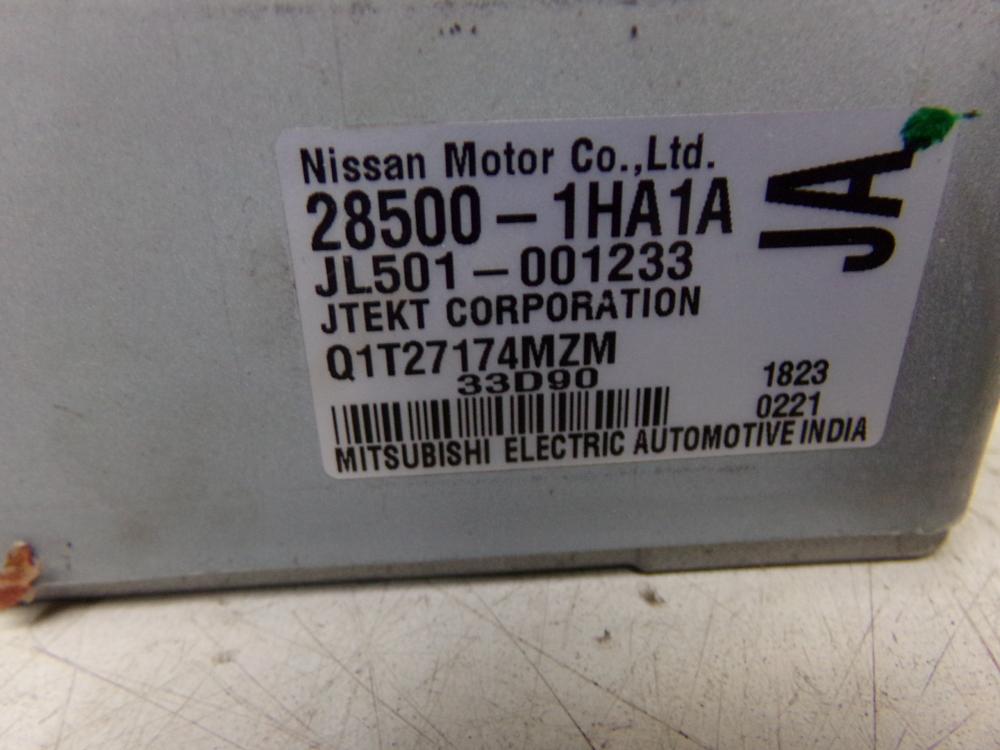 Nissan Motor Co.,Ltd.
28500-1HA1A
JL501-001233
JTEKT CORPORATION
Q1T27174MZM
33D90
1823
0221
MITSUBISHI ELECTRIC AUTOMOTIVE INDIA
JA